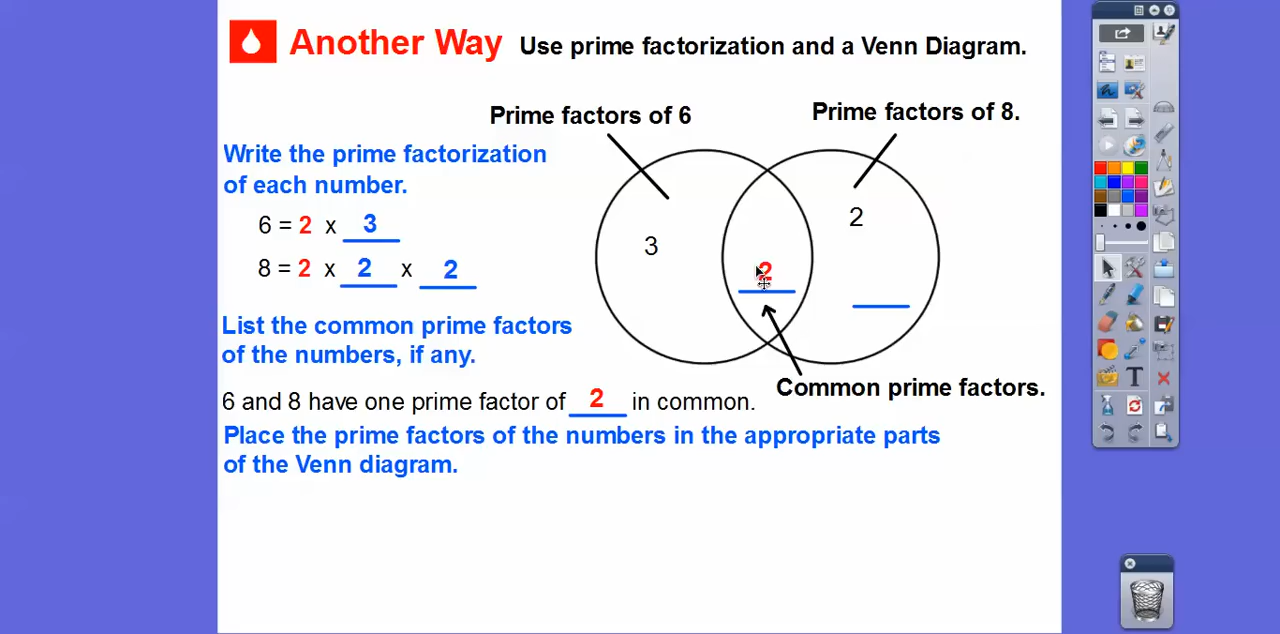 Another Way Use prime factorization and a Venn Diagram.
Prime factors of 6
Prime factors of 8.
Write the prime factorization
of each number.
6 = 2 x 3
8 = 2 x 2 x 2
3
2
2
List the common prime factors
of the numbers, if any.
Common prime factors.
6 and 8 have one prime factor of 2 in common.
Place the prime factors of the numbers in the appropriate parts
of the Venn diagram.